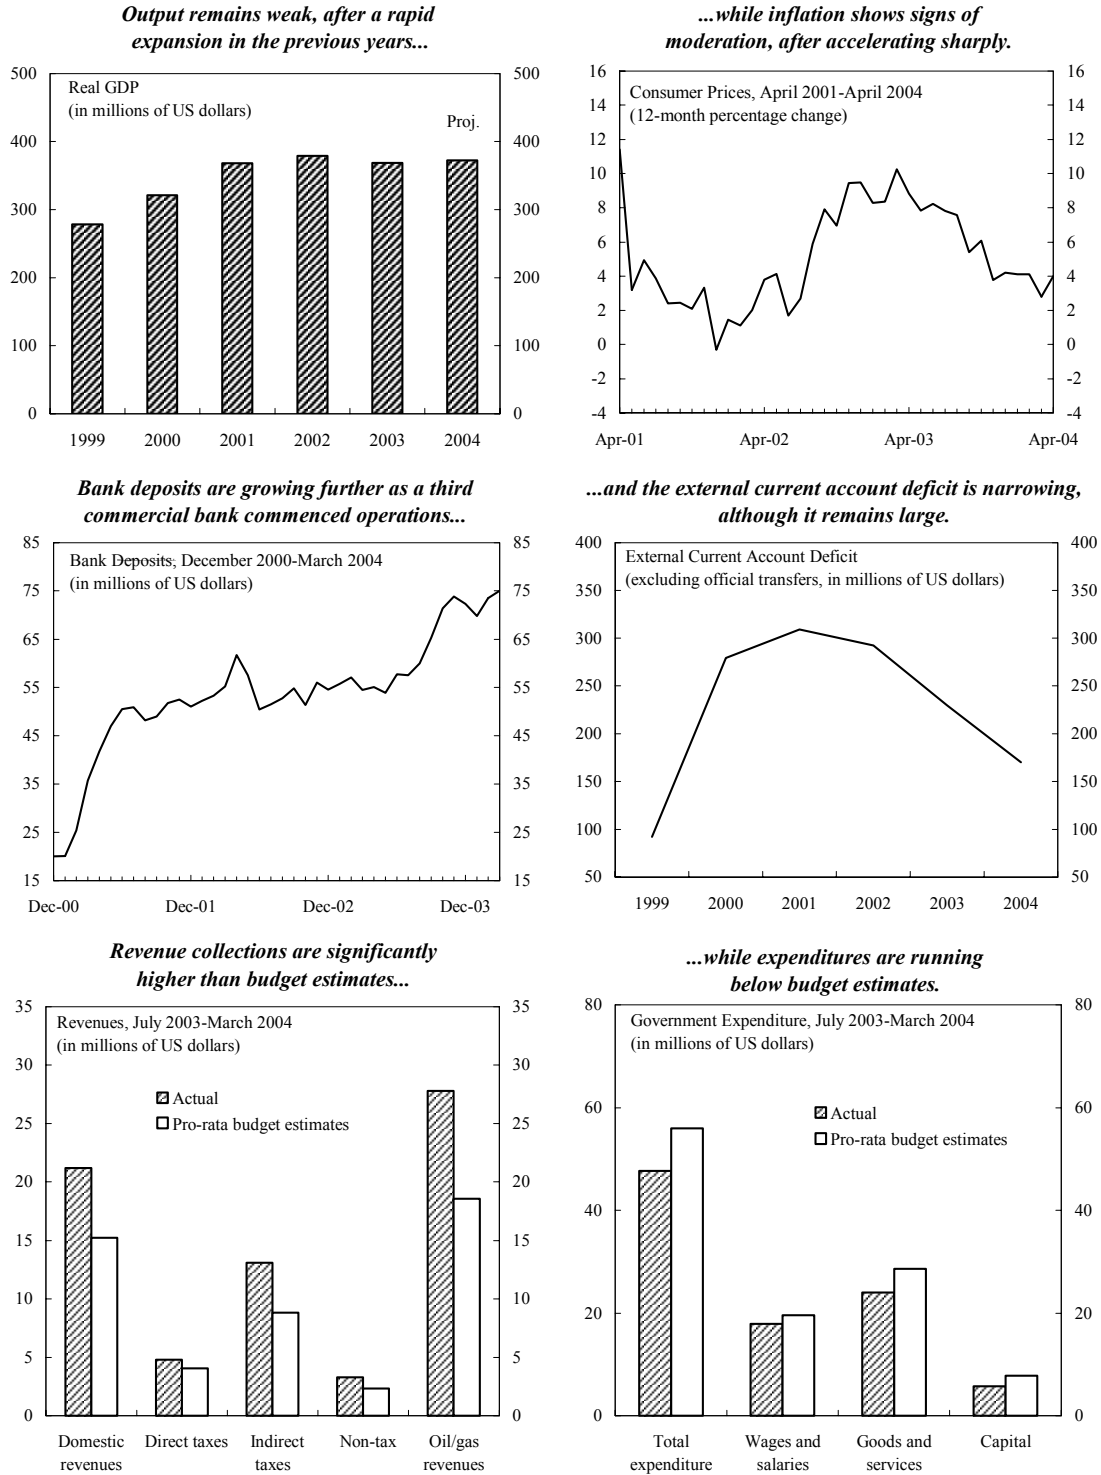 Output remains weak, after a rapid
expansion in the previous years...
500
400
300
200
100
0
Real GDP
(in millions of US dollars)
Proj.
500
400
300
200
100
0
1999 2000 2001 2002 2003 2004
...while inflation shows signs of
moderation, after accelerating sharply.
16
14
12
10
8
6
4
2
0
-2
-4
Consumer Prices, April 2001-April 2004
(12-month percentage change)
16
14
12
10
8
6
4
2
0
-2
-4
Apr-01 Apr-02 Apr-03 Apr-04
Bank deposits are growing further as a third
commercial bank commenced operations...
85
75
65
55
45
35
25
15
Bank Deposits, December 2000-March 2004
(in millions of US dollars)
85
75
65
55
45
35
25
15
Dec-00 Dec-01 Dec-02 Dec-03
...and the external current account deficit is narrowing,
although it remains large.
400
350
300
250
200
150
100
50
External Current Account Deficit
(excluding official transfers, in millions of US dollars)
400
350
300
250
200
150
100
50
1999 2000 2001 2002 2003 2004
Revenue collections are significantly
higher than budget estimates...
35
30
25
20
15
10
5
0
Revenues, July 2003-March 2004
(in millions of US dollars)
Actual
Pro-rata budget estimates
35
30
25
20
15
10
5
0
Domestic Direct taxes Indirect Non-tax Oil/gas
revenues taxes revenues
...while expenditures are running
below budget estimates.
80
60
40
20
0
Government Expenditure, July 2003-March 2004
(in millions of US dollars)
Actual
Pro-rata budget estimates
80
60
40
20
0
Total Wages and Goods and Capital
expenditure salaries services